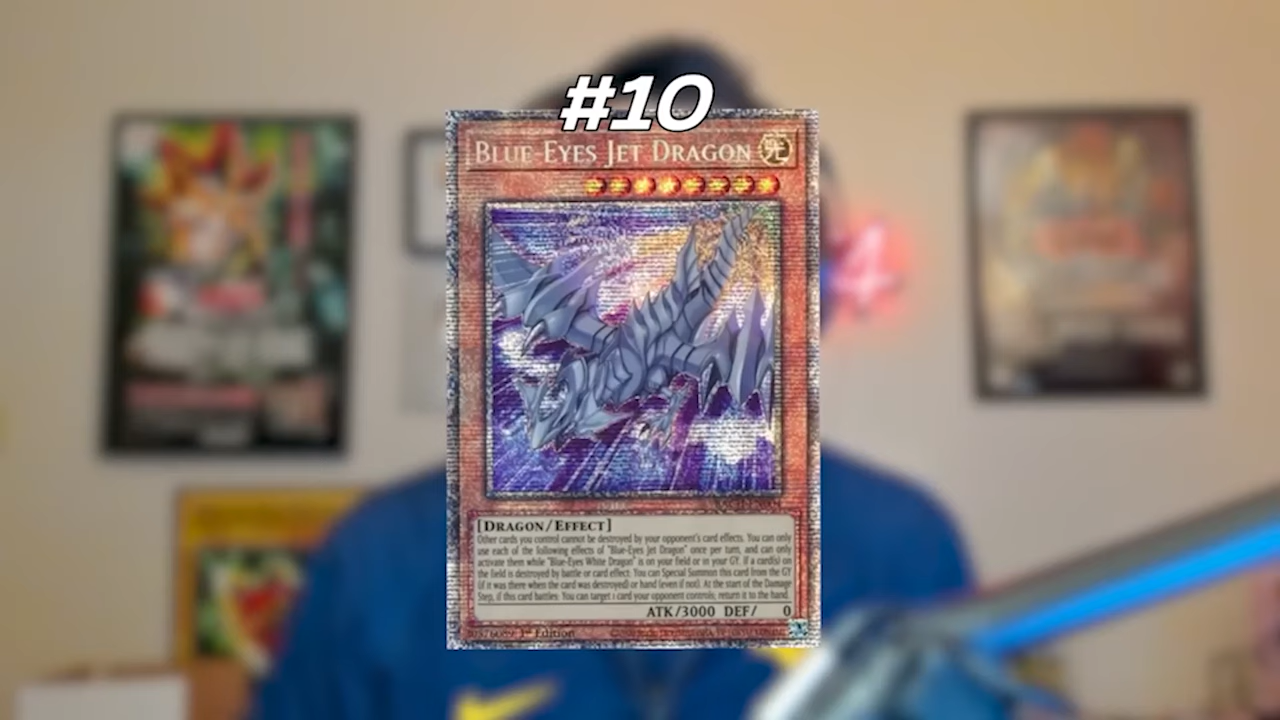 #10
BLUE-EYES JET DRAGON 光
[DRAGON/EFFECT]
Other cards you control cannot be destroyed by your opponent's card effects. You can only
use each of the following effects of "Blue-Eyes Jet Dragon" once per turn, and can only
activate them while "Blue-Eyes White Dragon" is on your field or in your GY. If a card(s) on
the field is destroyed by battle or card effect: You can Special Summon this card from the GY
(if it was there when the card was destroyed) or hand (even if not). At the start of the Damage
Step, if this card battles: You can target 1 card your opponent controls; return it to the hand.
ATK/3000 DEF/ 0
1st Edition